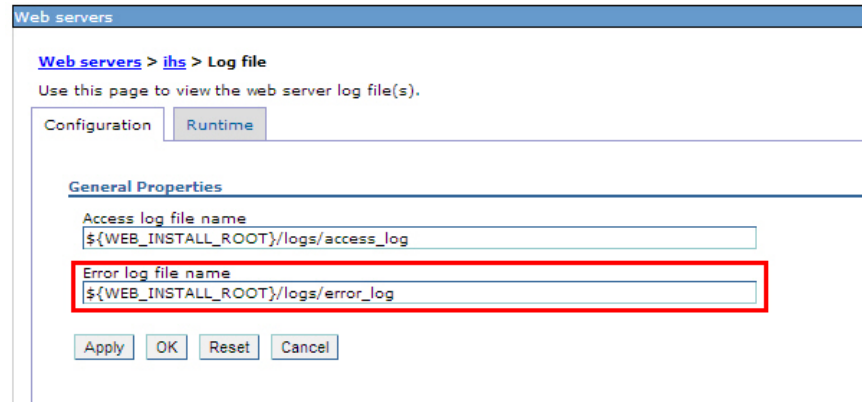 Web servers
Web servers > ihs > Log file
Use this page to view the web server log file(s).
Configuration Runtime
General Properties
Access log file name
${WEB_INSTALL_ROOT}/logs/access_log
Error log file name
${WEB_INSTALL_ROOT}/logs/error_log
Apply OK Reset Cancel